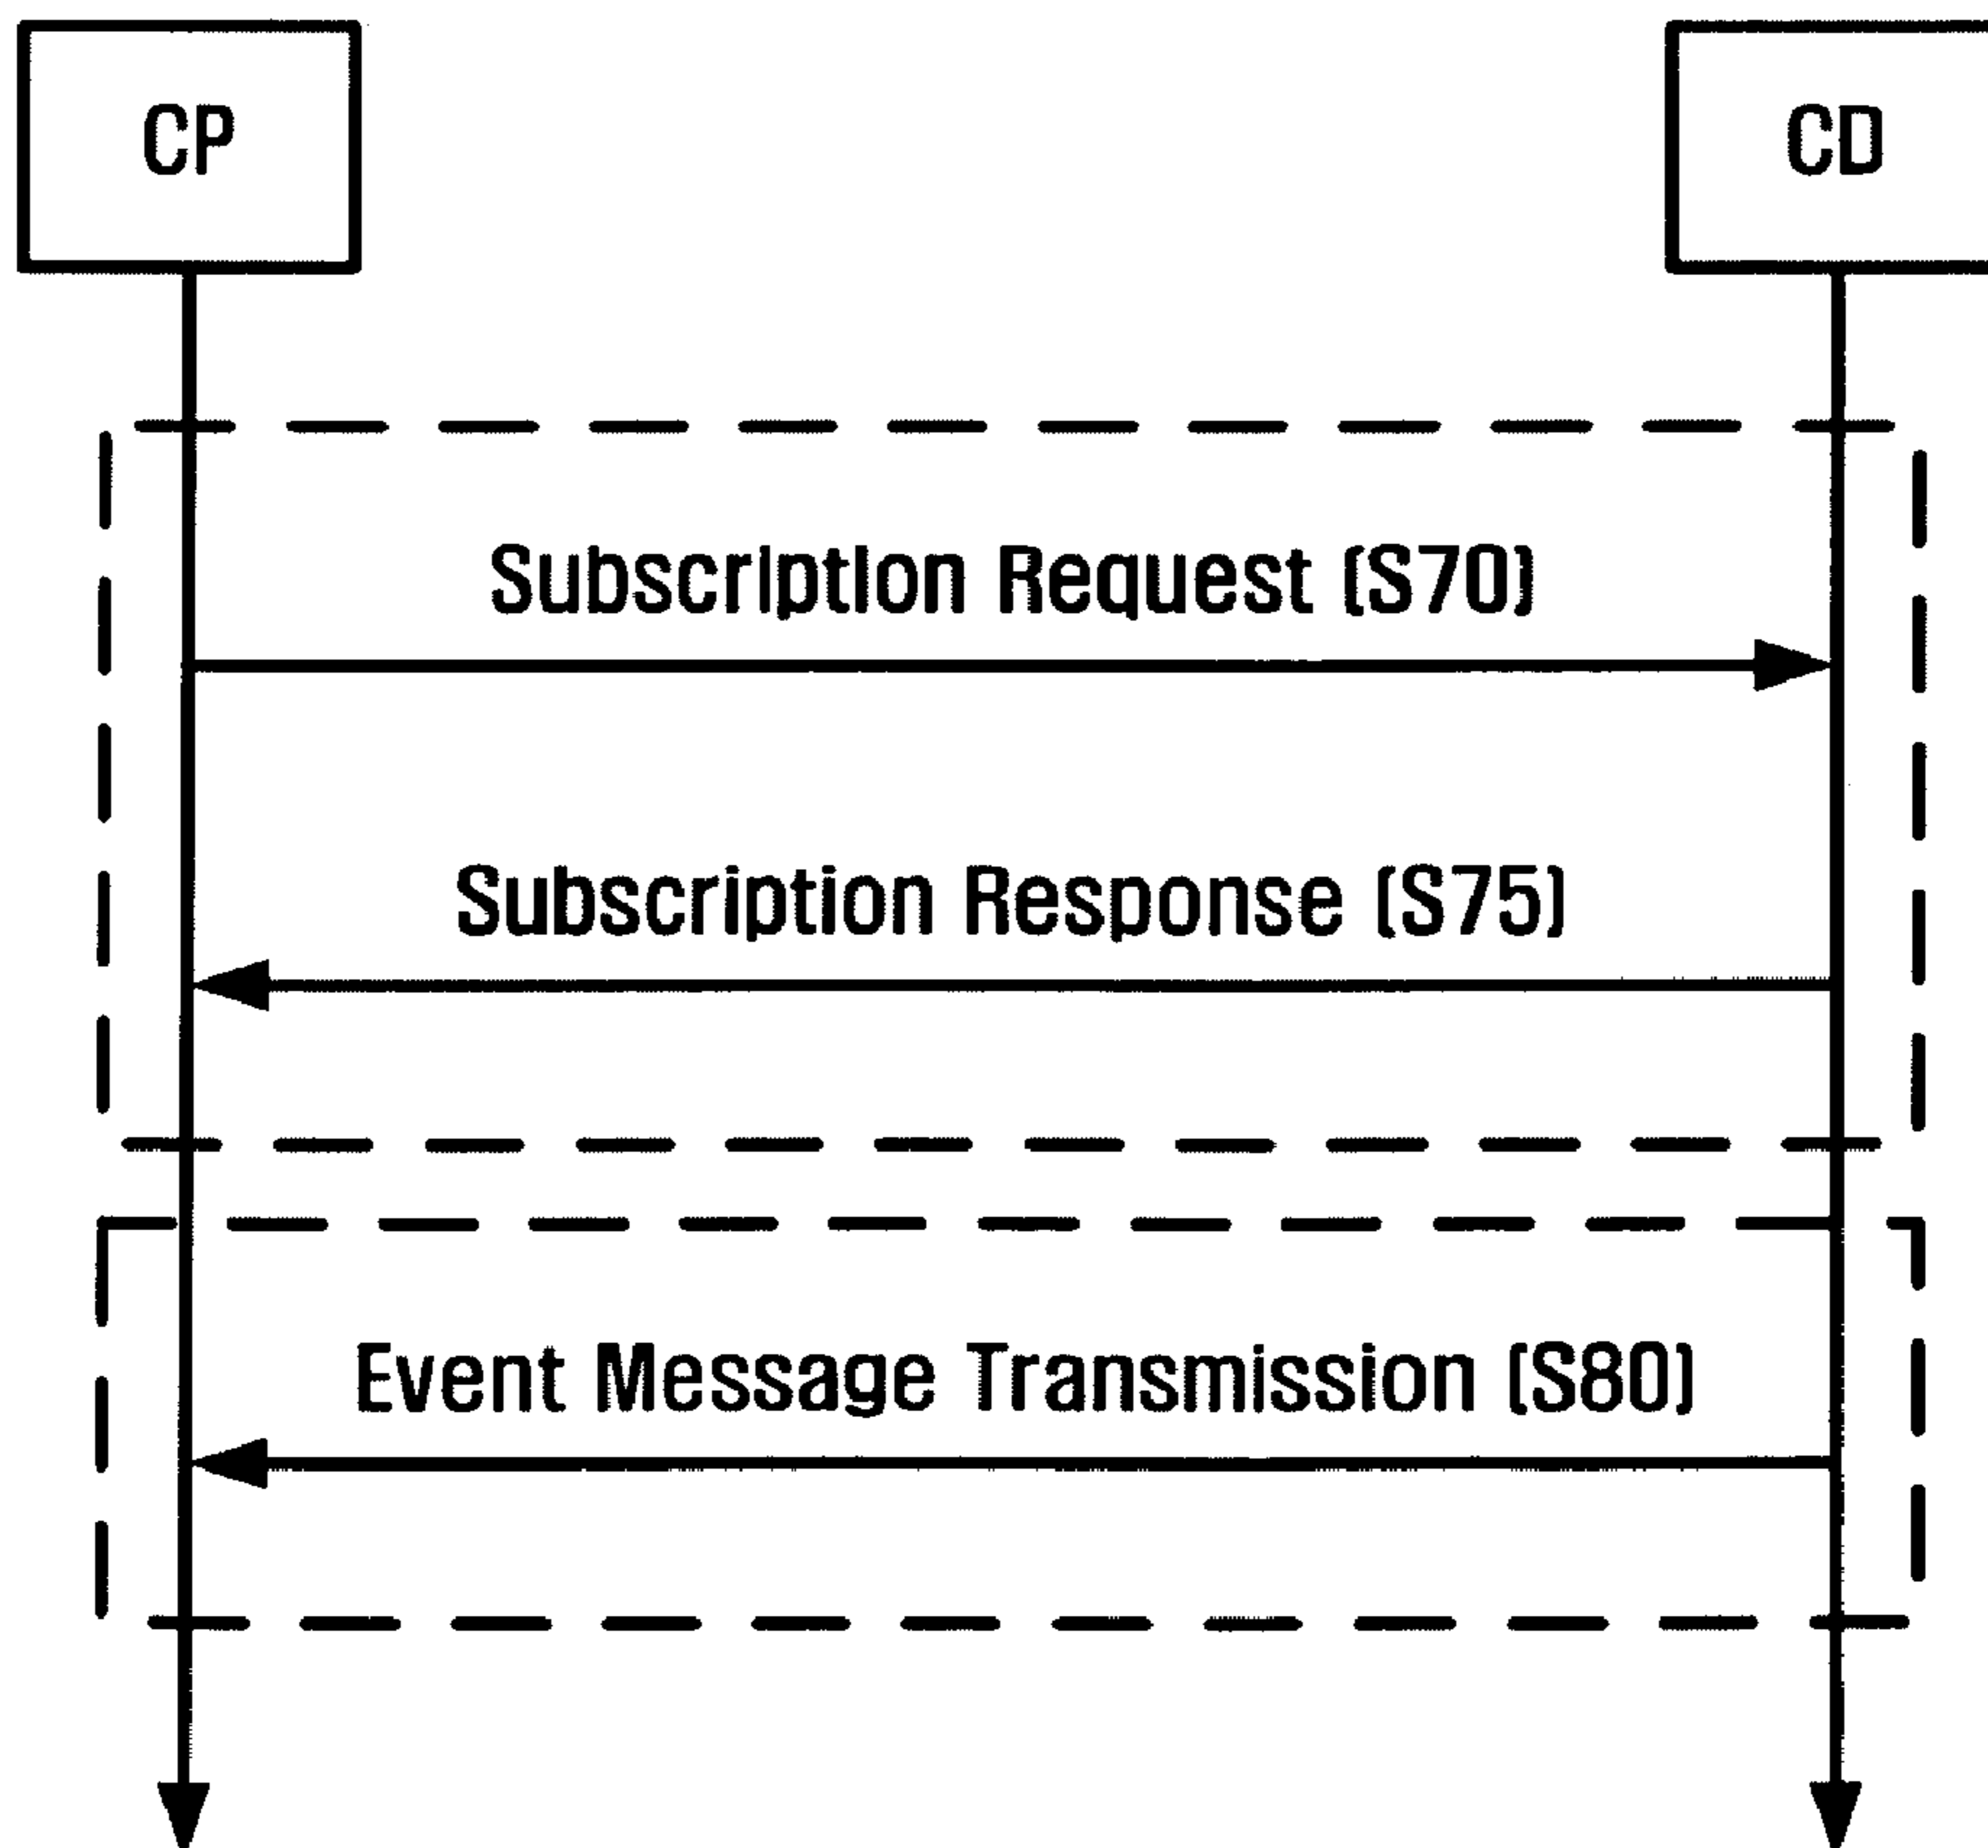 CP
CD
Subscription Request (S70)
Subscription Response (S75)
Event Message Transmission (S80)